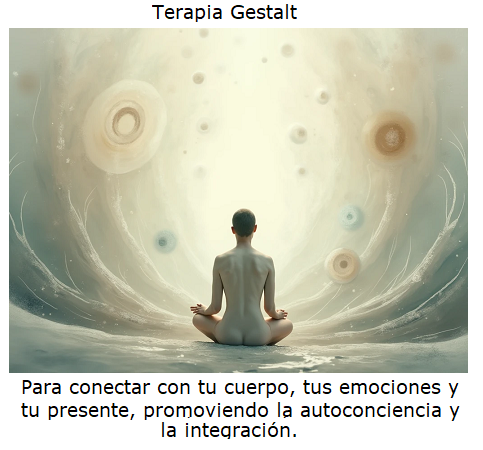 Terapia Gestalt
Para conectar con tu cuerpo, tus emociones y
tu presente, promoviendo la autoconciencia y
la integración.